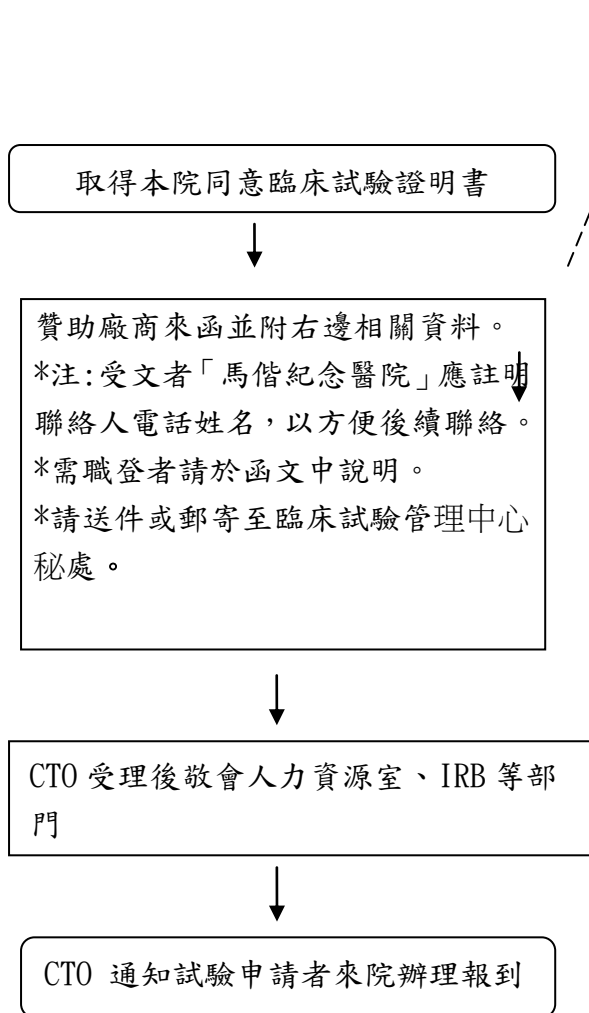 取得本院同意臨床試驗證明書
贊助廠商來函並附右邊相關資料。
*注:受文者「馬偕紀念醫院」應註明
聯絡人電話姓名，以方便後續聯絡。
*需職登者請於函文中說明。
*請送件或郵寄至臨床試驗管理中心
秘處。
CTO 受理後敬會人力資源室、IRB 等部
門
CTO 通知試驗申請者來院辦理報到